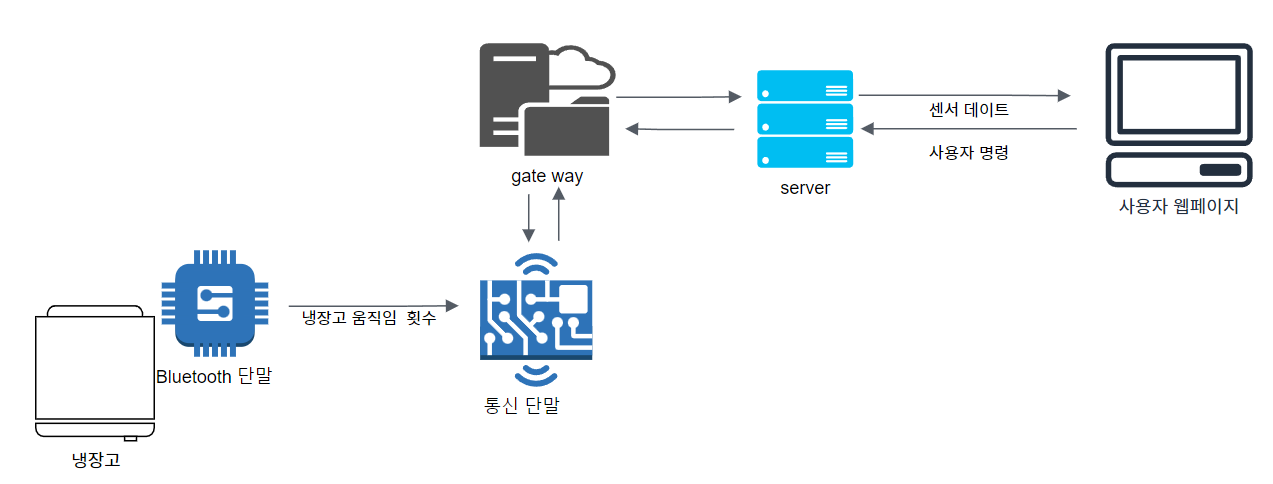 센서 데이트
gate way
사용자 명령
server
사용자 웹페이지
냉장고 움직임 횟수
Bluetooth 단말
통신 단말
냉장고